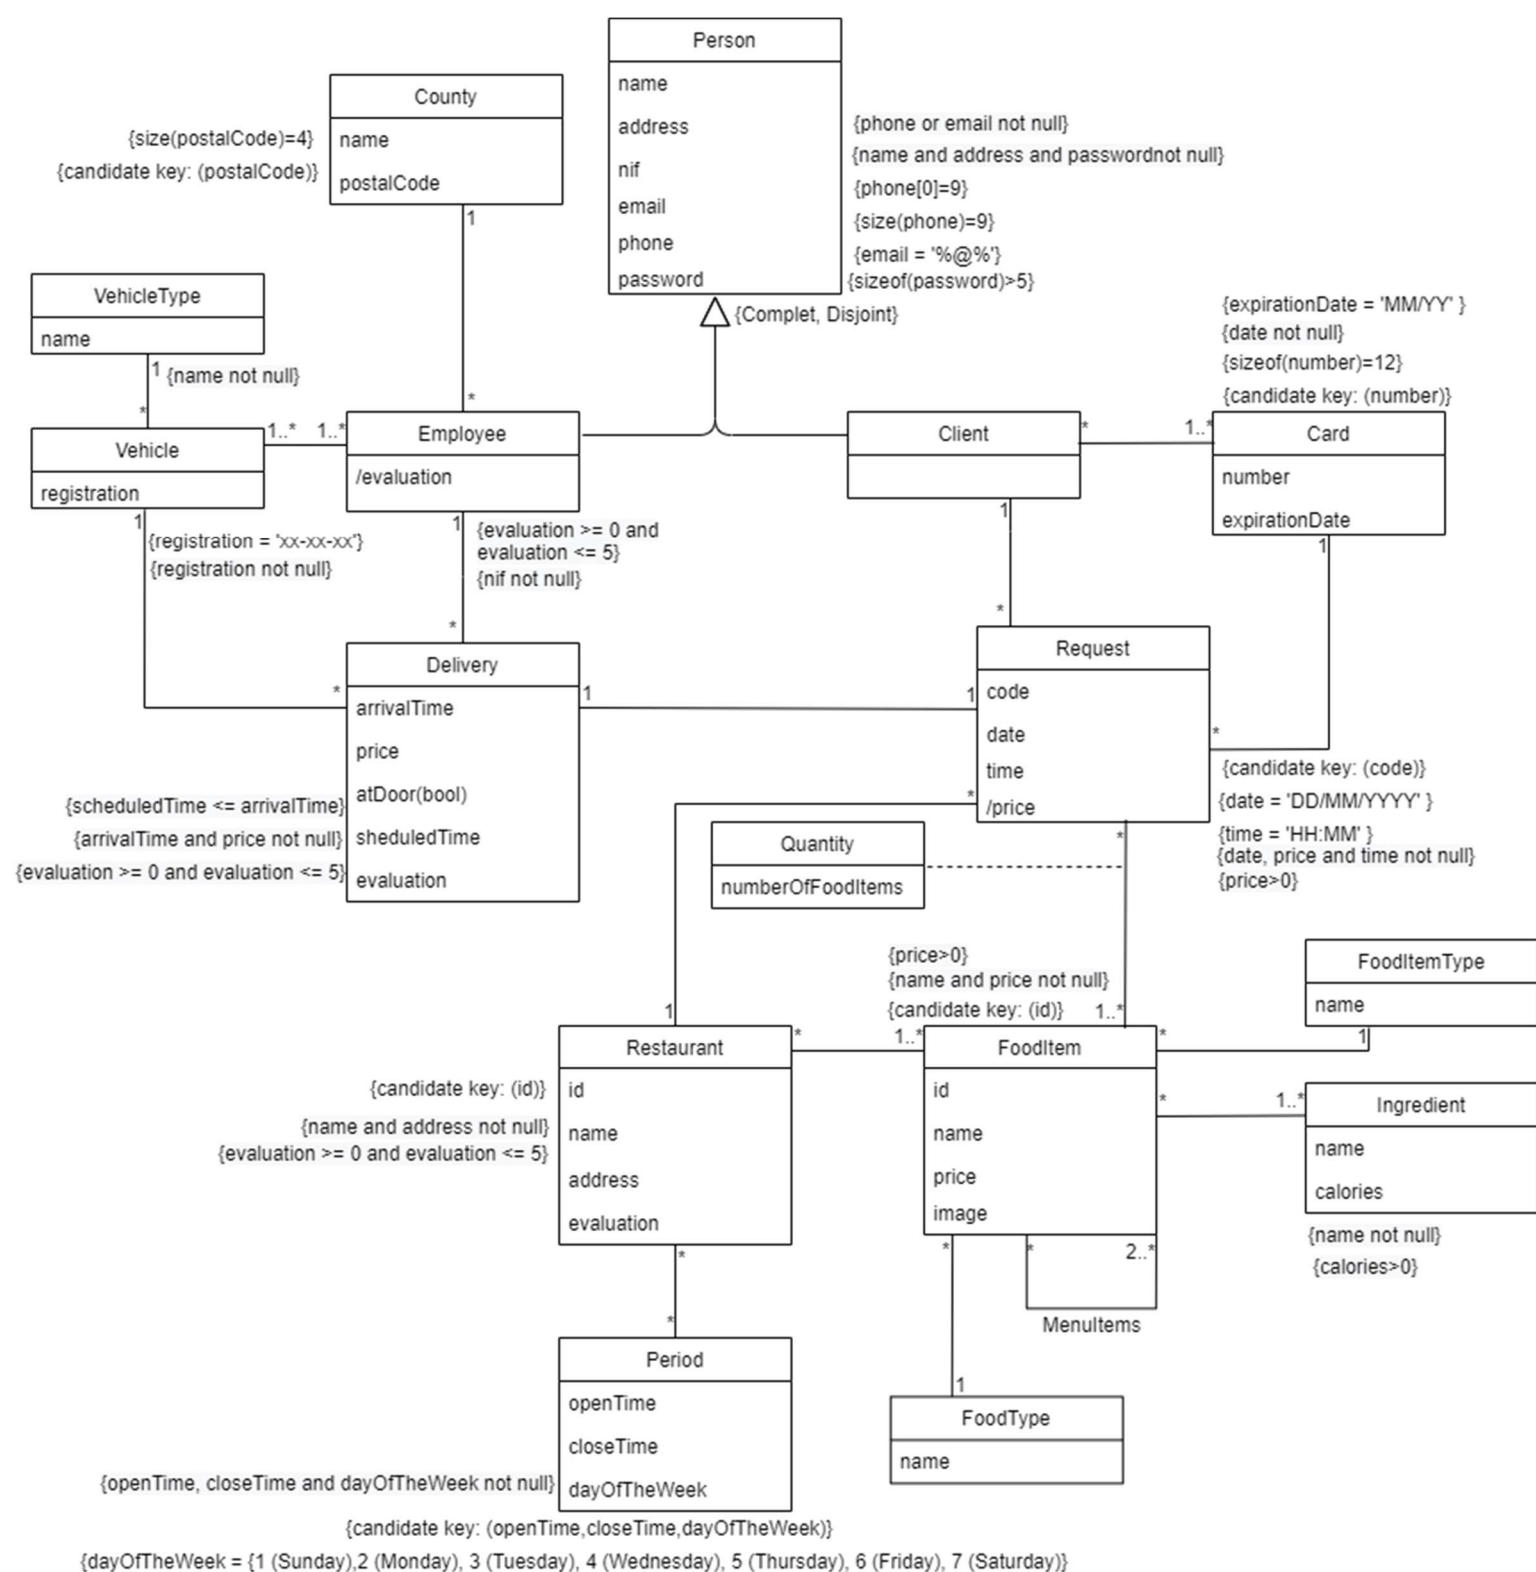 Person
name
address
nif
email
phone
password
{phone or email not null}
{name and address and passwordnot null}
{phone[0]=9}
{size(phone)=9}
{email = '%@%'}
{sizeof(password)>5}
{Complet, Disjoint}
County
name
postalCode
{size(postalCode)=4}
{candidate key: (postalCode)}
1
*
VehicleType
name
1
{name not null}
*
Vehicle
registration
1..*
1..*
1
{registration = 'xx-xx-xx'}
{registration not null}
*
Employee
/evaluation
1
{evaluation >= 0 and
evaluation <= 5}
{nif not null}
*
Client
*
1..*
1
*
{expirationDate = 'MM/YY' }
{date not null}
{sizeof(number)=12}
{candidate key: (number)}
Card
number
expirationDate
1
*
Delivery
arrivalTime
price
atDoor(bool)
sheduledTime
evaluation
{scheduledTime <= arrivalTime}
{arrivalTime and price not null}
{evaluation >= 0 and evaluation <= 5}
1
1
Request
code
date
time
/price
{candidate key: (code)}
{date = 'DD/MM/YYYY' }
{time = 'HH:MM' }
{date, price and time not null}
{price>0}
*
1
*
1..*
Quantity
numberOfFoodItems
{price>0}
{name and price not null}
{candidate key: (id)}
Restaurant
id
name
address
evaluation
{candidate key: (id)}
{name and address not null}
{evaluation >= 0 and evaluation <= 5}
*
1..*
FoodItem
id
name
price
image
*
1
FoodItemType
name
*
1..*
Ingredient
name
calories
{name not null}
{calories>0}
*
2..*
MenuItems
*
1
FoodType
name
*
*
Period
openTime
closeTime
dayOfTheWeek
{openTime, closeTime and dayOfTheWeek not null}
{candidate key: (openTime,closeTime,dayOfTheWeek)}
{dayOfTheWeek = {1 (Sunday),2 (Monday), 3 (Tuesday), 4 (Wednesday), 5 (Thursday), 6 (Friday), 7 (Saturday)}